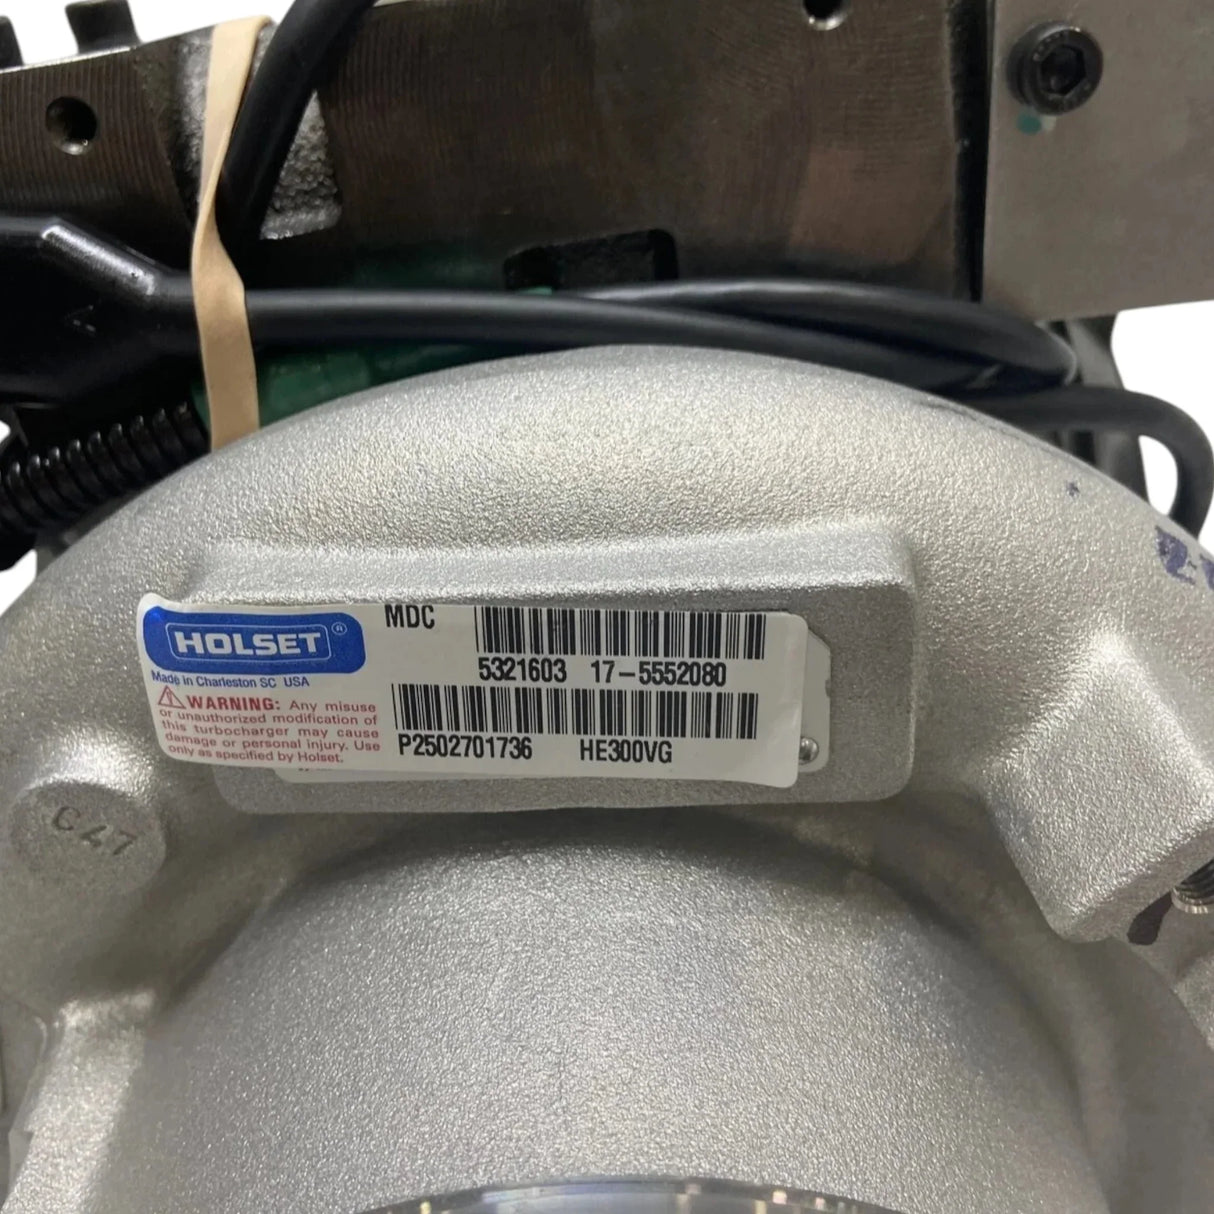 HOLSET ®
MDC
Made in Charleston SC USA
5321603 17-5552080
WARNING: Any misuse
or unauthorized modification of
this turbocharger may cause
damage or personal injury. Use
only as specified by Holset.
P2502701736 HE300VG
C47